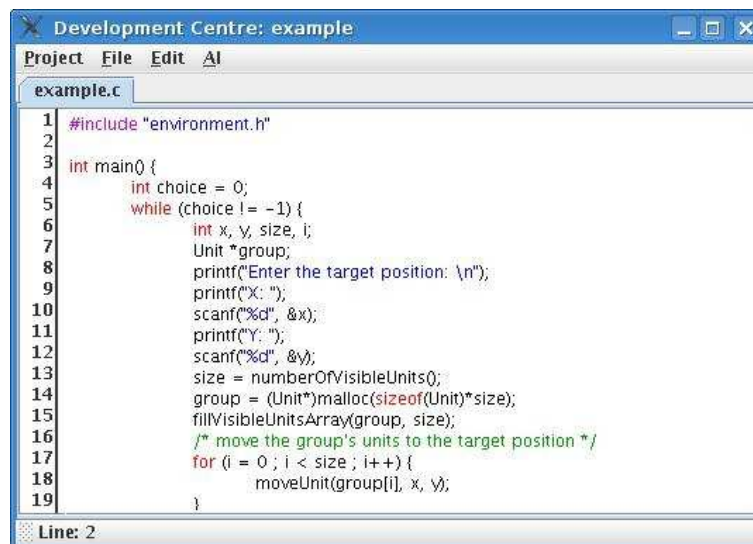 Development Centre: example
Project File Edit AI
example.c
1 #include "environment.h"
2
3 int main() {
4 int choice = 0;
5 while (choice != -1) {
6 int x, y, size, i;
7 Unit *group;
8 printf("Enter the target position: \n");
9 printf("X: ");
10 scanf("%d", &x);
11 printf("Y: ");
12 scanf("%d", &y);
13 size = numberOfVisibleUnits();
14 group = (Unit*)malloc(sizeof(Unit)*size);
15 fillVisibleUnitsArray(group, size);
16 /* move the group's units to the target position */
17 for (i = 0 ; i < size ; i++) {
18 moveUnit(group[i], x, y);
19 }
Line: 2